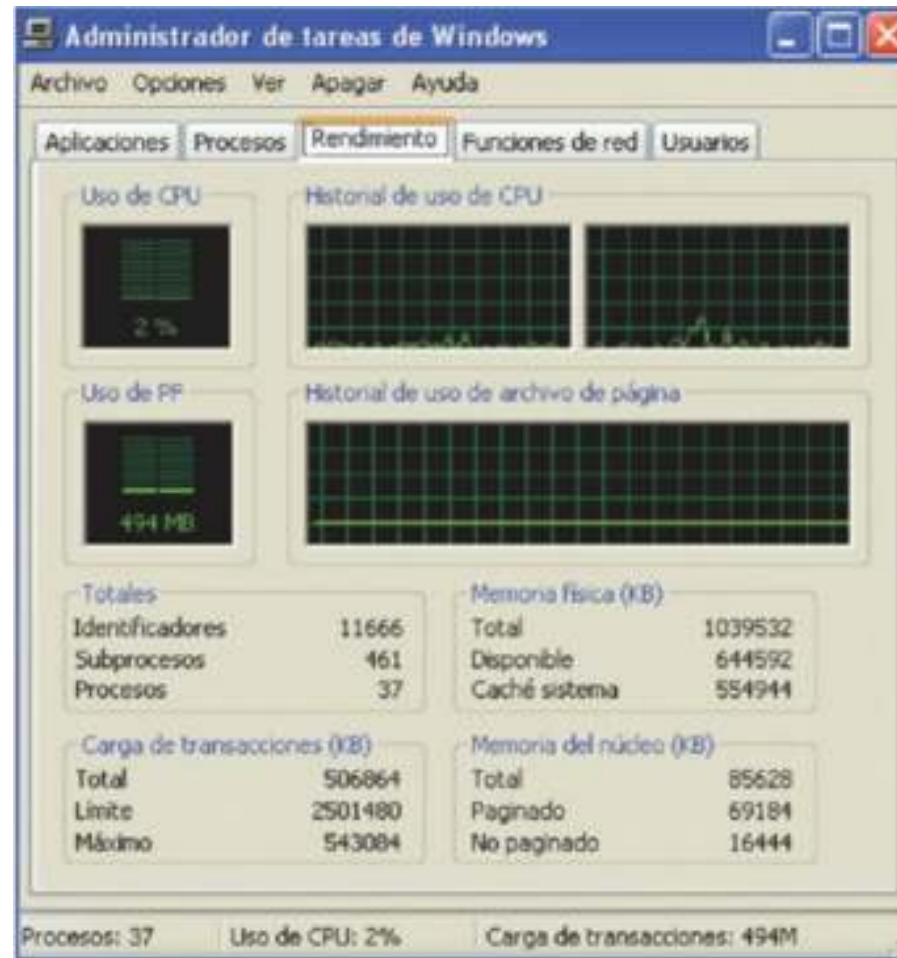 Administrador de tareas de Windows
Archivo Opciones Ver Apagar Ayuda
Aplicaciones Procesos Rendimiento Funciones de red Usuarios
Uso de CPU Historial de uso de CPU
2 %
Uso de PF Historial de uso de archivo de página
494 MB
Totales
Identificadores 11666
Subprocesos 461
Procesos 37
Memoria física (KB)
Total 1039532
Disponible 644592
Caché sistema 554944
Carga de transacciones (KB)
Total 506864
Límite 2501480
Máximo 543084
Memoria del núcleo (KB)
Total 85628
Paginado 69184
No paginado 16444
Procesos: 37 Uso de CPU: 2% Carga de transacciones: 494M